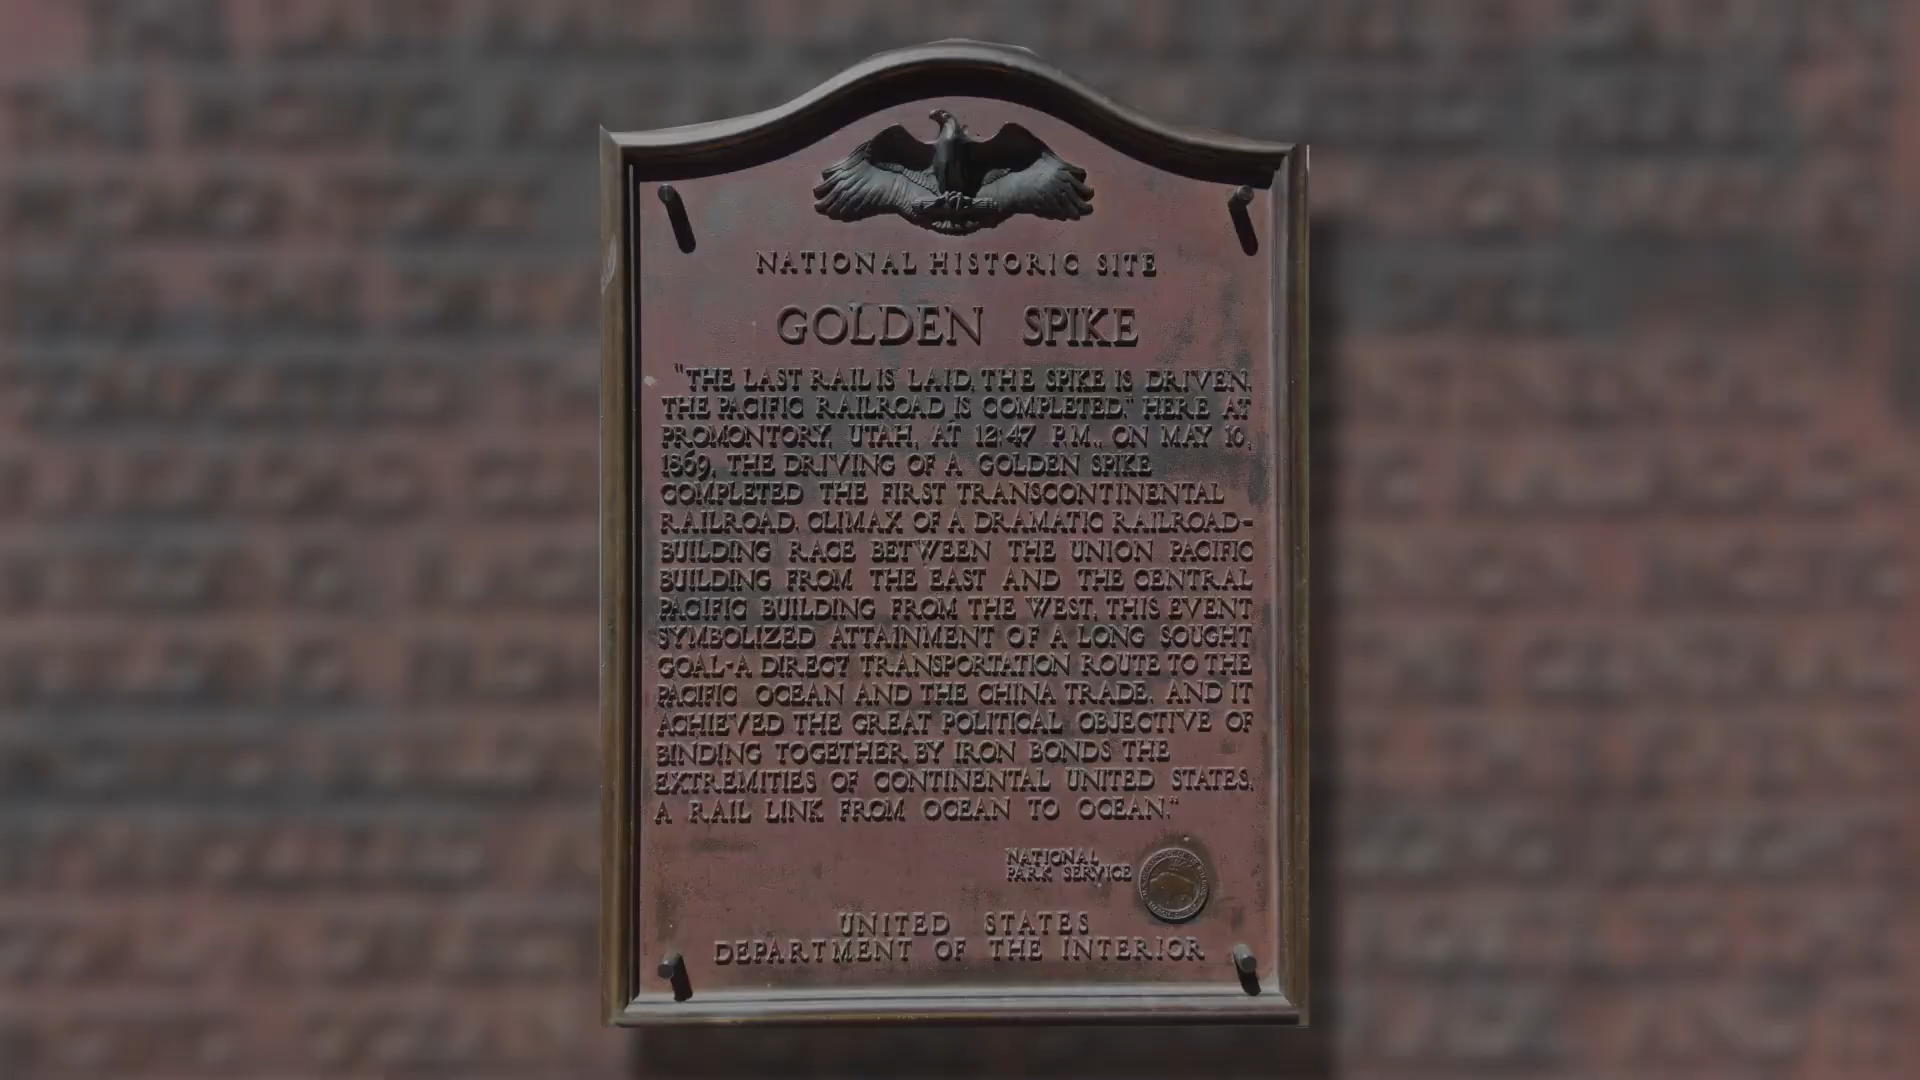 NATIONAL HISTORIC SITE
GOLDEN SPIKE
"THE LAST RAIL IS LAID, THE SPIKE IS DRIVEN,
THE PACIFIC RAILROAD IS COMPLETED." HERE AT
PROMONTORY, UTAH, AT 12:47 P.M., ON MAY 10,
1869, THE DRIVING OF A GOLDEN SPIKE
COMPLETED THE FIRST TRANSCONTINENTAL
RAILROAD, CLIMAX OF A DRAMATIC RAILROAD-
BUILDING RACE BETWEEN THE UNION PACIFIC
BUILDING FROM THE EAST AND THE CENTRAL
PACIFIC BUILDING FROM THE WEST, THIS EVENT
SYMBOLIZED ATTAINMENT OF A LONG SOUGHT
GOAL-A DIRECT TRANSPORTATION ROUTE TO THE
PACIFIC OCEAN AND THE CHINA TRADE, AND IT
ACHIEVED THE GREAT POLITICAL OBJECTIVE OF
BINDING TOGETHER BY IRON BONDS THE
EXTREMITIES OF CONTINENTAL UNITED STATES,
A RAIL LINK FROM OCEAN TO OCEAN."
NATIONAL
PARK SERVICE
UNITED STATES
DEPARTMENT OF THE INTERIOR